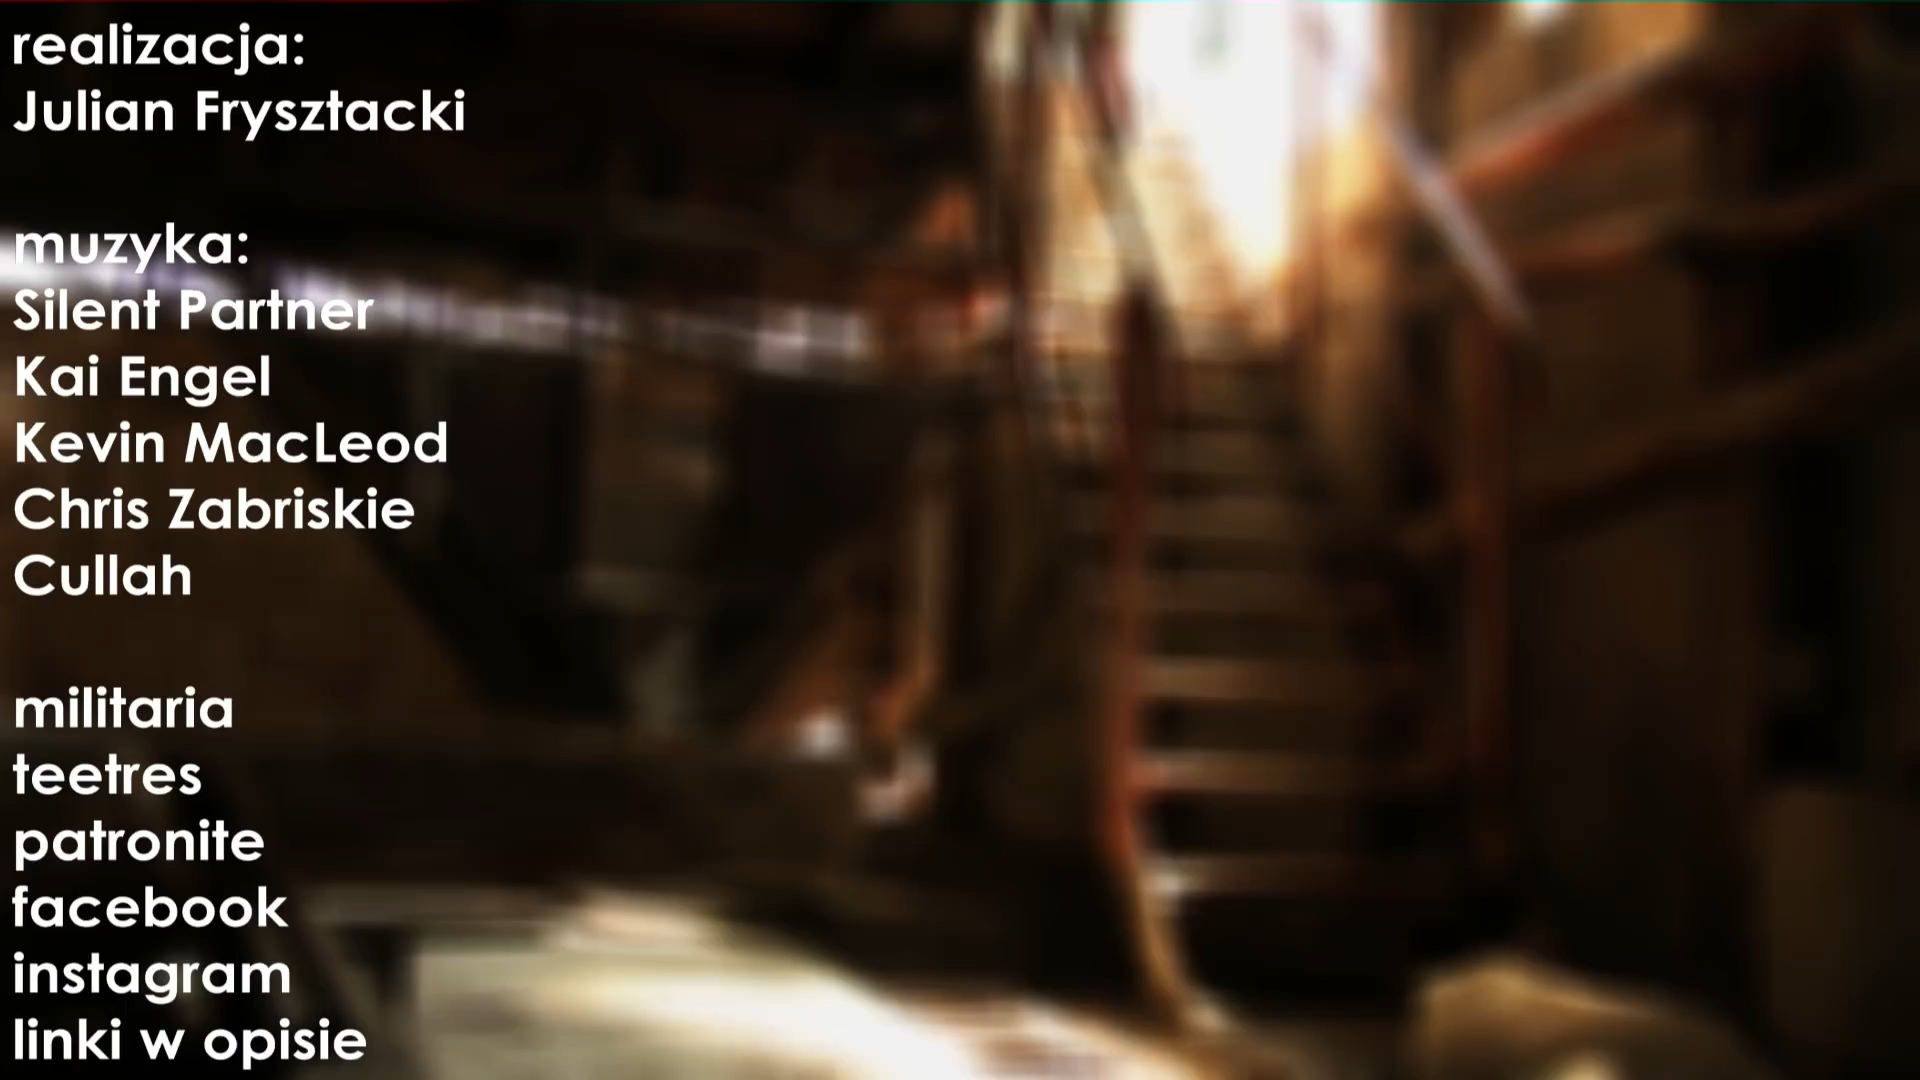 realizacja:
Julian Frysztacki
muzyka:
Silent Partner
Kai Engel
Kevin MacLeod
Chris Zabriskie
Cullah
militaria
teetres
patronite
facebook
instagram
linki w opisie